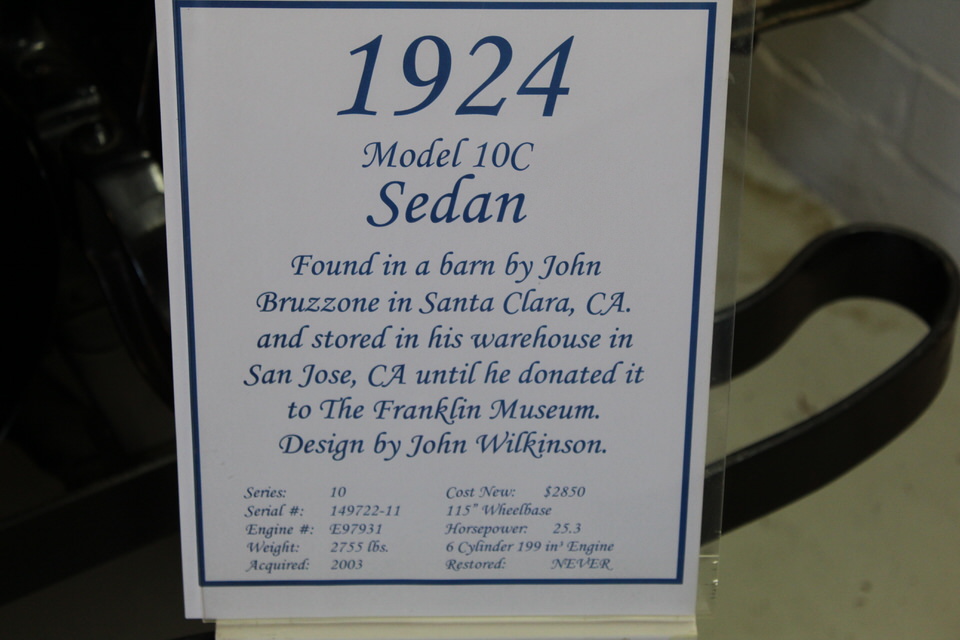 1924
Model 10C
Sedan
Found in a barn by John
Bruzzone in Santa Clara, CA.
and stored in his warehouse in
San Jose, CA until he donated it
to The Franklin Museum.
Design by John Wilkinson.
Series: 10 Cost New: $2850
Serial #: 149722-11 115" Wheelbase
Engine #: E97931 Horsepower: 25.3
Weight: 2755 lbs. 6 Cylinder 199 in³ Engine
Acquired: 2003 Restored: NEVER